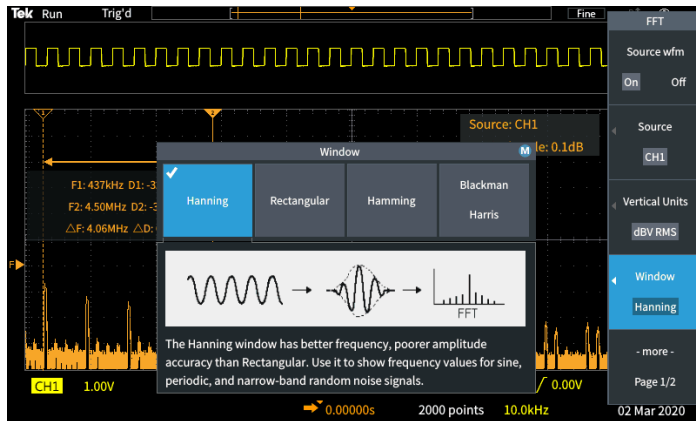 Tek Run Trig'd Fine
FFT
Source wfm
On Off
Source
CH1
Vertical Units
dBV RMS
Window
Hanning
- more -
Page 1/2
Source: CH1
le: 0.1dB
1 1
F1: 437kHz D1: -3
F2: 4.50MHz D2: -3
△F: 4.06MHz △D:
F
Window M
Hanning Rectangular Hamming Blackman
Harris
FFT
The Hanning window has better frequency, poorer amplitude
accuracy than Rectangular. Use it to show frequency values for sine,
periodic, and narrow-band random noise signals.
CH1 1.00V 0.00V
0.00000s 2000 points 10.0kHz 02 Mar 2020